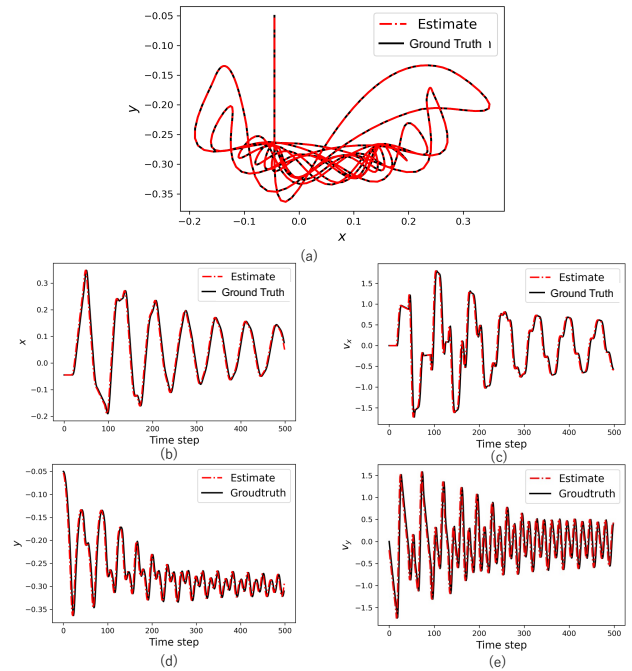 −0.05
−0.10
−0.15
−0.20
−0.25
−0.30
−0.35
y
Estimate
Ground Truth ı
−0.2 −0.1 0.0 0.1 0.2 0.3
x
(a)
0.3
0.2
0.1
0.0
−0.1
−0.2
x
Estimate
Ground Truth
0 100 200 300 400 500
Time step
(b)
1.5
1.0
0.5
0.0
−0.5
−1.0
−1.5
vx
Estimate
Ground Truth
0 100 200 300 400 500
Time step
(c)
−0.05
−0.10
−0.15
−0.20
−0.25
−0.30
−0.35
y
Estimate
Groudtruth
0 100 200 300 400 500
Time step
(d)
1.5
1.0
0.5
0.0
−0.5
−1.0
−1.5
vy
Estimate
Groudtruth
0 100 200 300 400 500
Time step
(e)